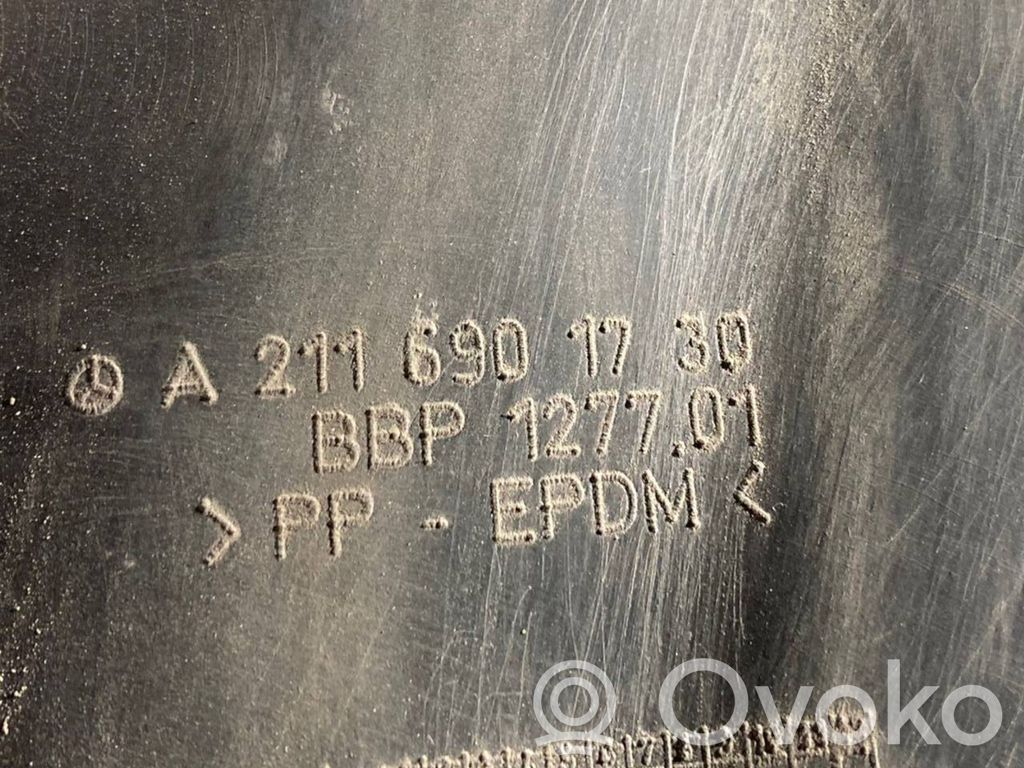 A 211 690 17 30
BBP 1277.01
> PP - EPDM <
Ovoko